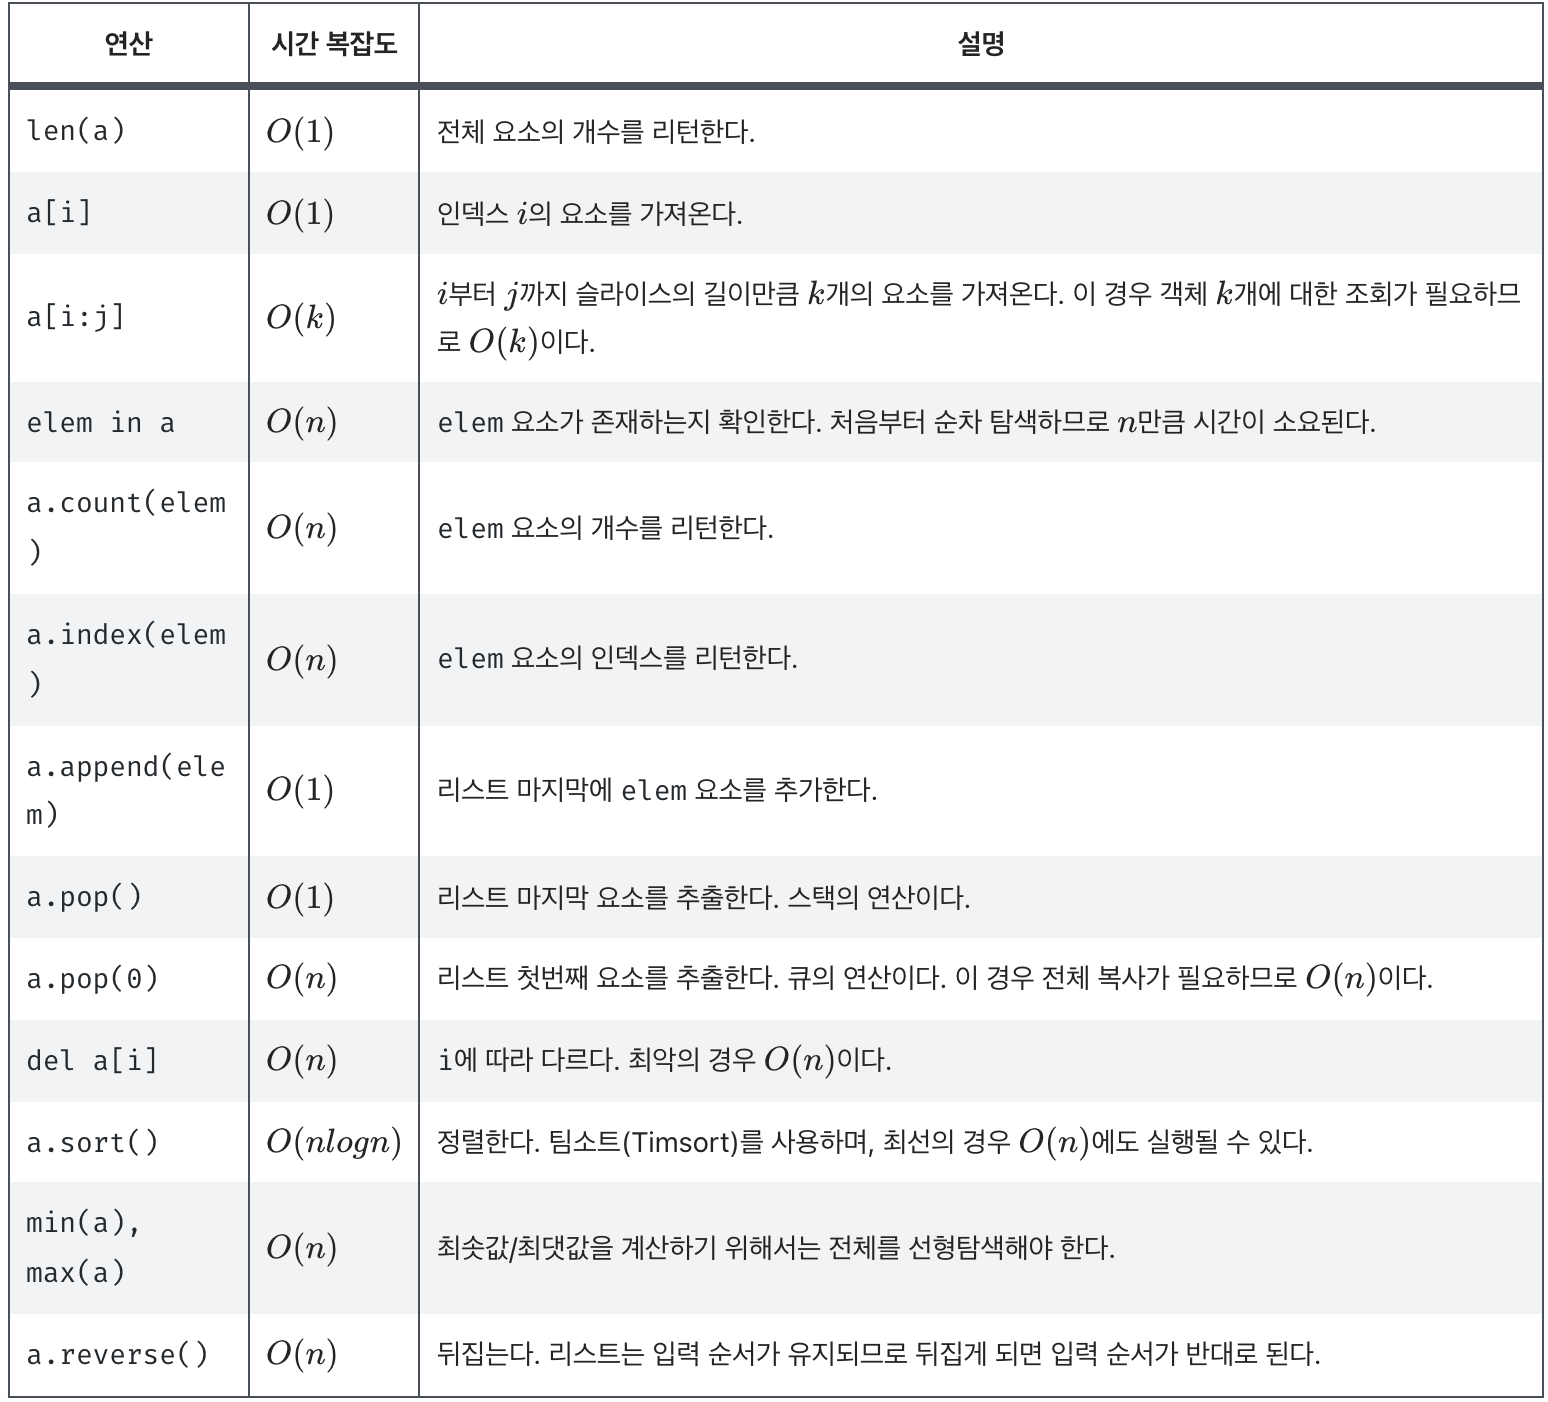 연산 시간 복잡도 설명
len(a) O(1) 전체 요소의 개수를 리턴한다.
a[i] O(1) 인덱스 i의 요소를 가져온다.
a[i:j] O(k) i부터 j까지 슬라이스의 길이만큼 k개의 요소를 가져온다. 이 경우 객체 k개에 대한 조회가 필요하므
로 O(k)이다.
elem in a O(n) elem 요소가 존재하는지 확인한다. 처음부터 순차 탐색하므로 n만큼 시간이 소요된다.
a.count(elem
) O(n) elem 요소의 개수를 리턴한다.
a.index(elem
) O(n) elem 요소의 인덱스를 리턴한다.
a.append(ele
m) O(1) 리스트 마지막에 elem 요소를 추가한다.
a.pop() O(1) 리스트 마지막 요소를 추출한다. 스택의 연산이다.
a.pop(0) O(n) 리스트 첫번째 요소를 추출한다. 큐의 연산이다. 이 경우 전체 복사가 필요하므로 O(n)이다.
del a[i] O(n) i에 따라 다르다. 최악의 경우 O(n)이다.
a.sort() O(nlogn) 정렬한다. 팀소트(Timsort)를 사용하며, 최선의 경우 O(n)에도 실행될 수 있다.
min(a),
max(a) O(n) 최솟값/최댓값을 계산하기 위해서는 전체를 선형탐색해야 한다.
a.reverse() O(n) 뒤집는다. 리스트는 입력 순서가 유지되므로 뒤집게 되면 입력 순서가 반대로 된다.